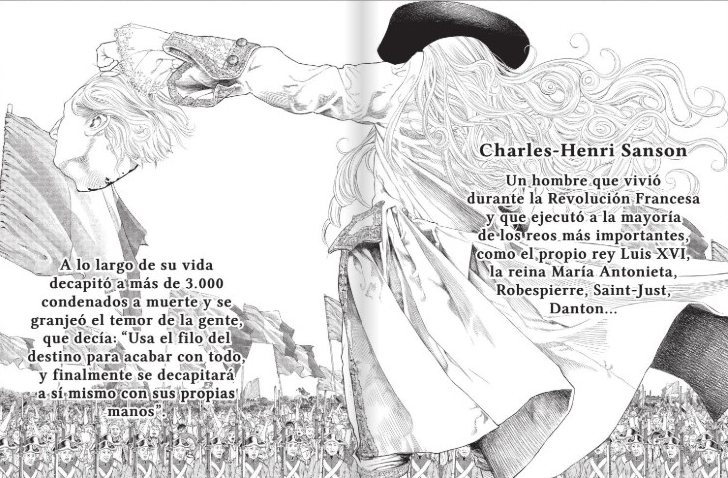 Charles-Henri Sanson
Un hombre que vivió
durante la Revolución Francesa
y que ejecutó a la mayoría
de los reos más importantes,
como el propio rey Luis XVI,
la reina María Antonieta,
Robespierre, Saint-Just,
Danton...
A lo largo de su vida
decapitó a más de 3.000
condenados a muerte y se
granjeó el temor de la gente,
que decía: “Usa el filo del
destino para acabar con todo,
y finalmente se decapitará
a sí mismo con sus propias
manos”.